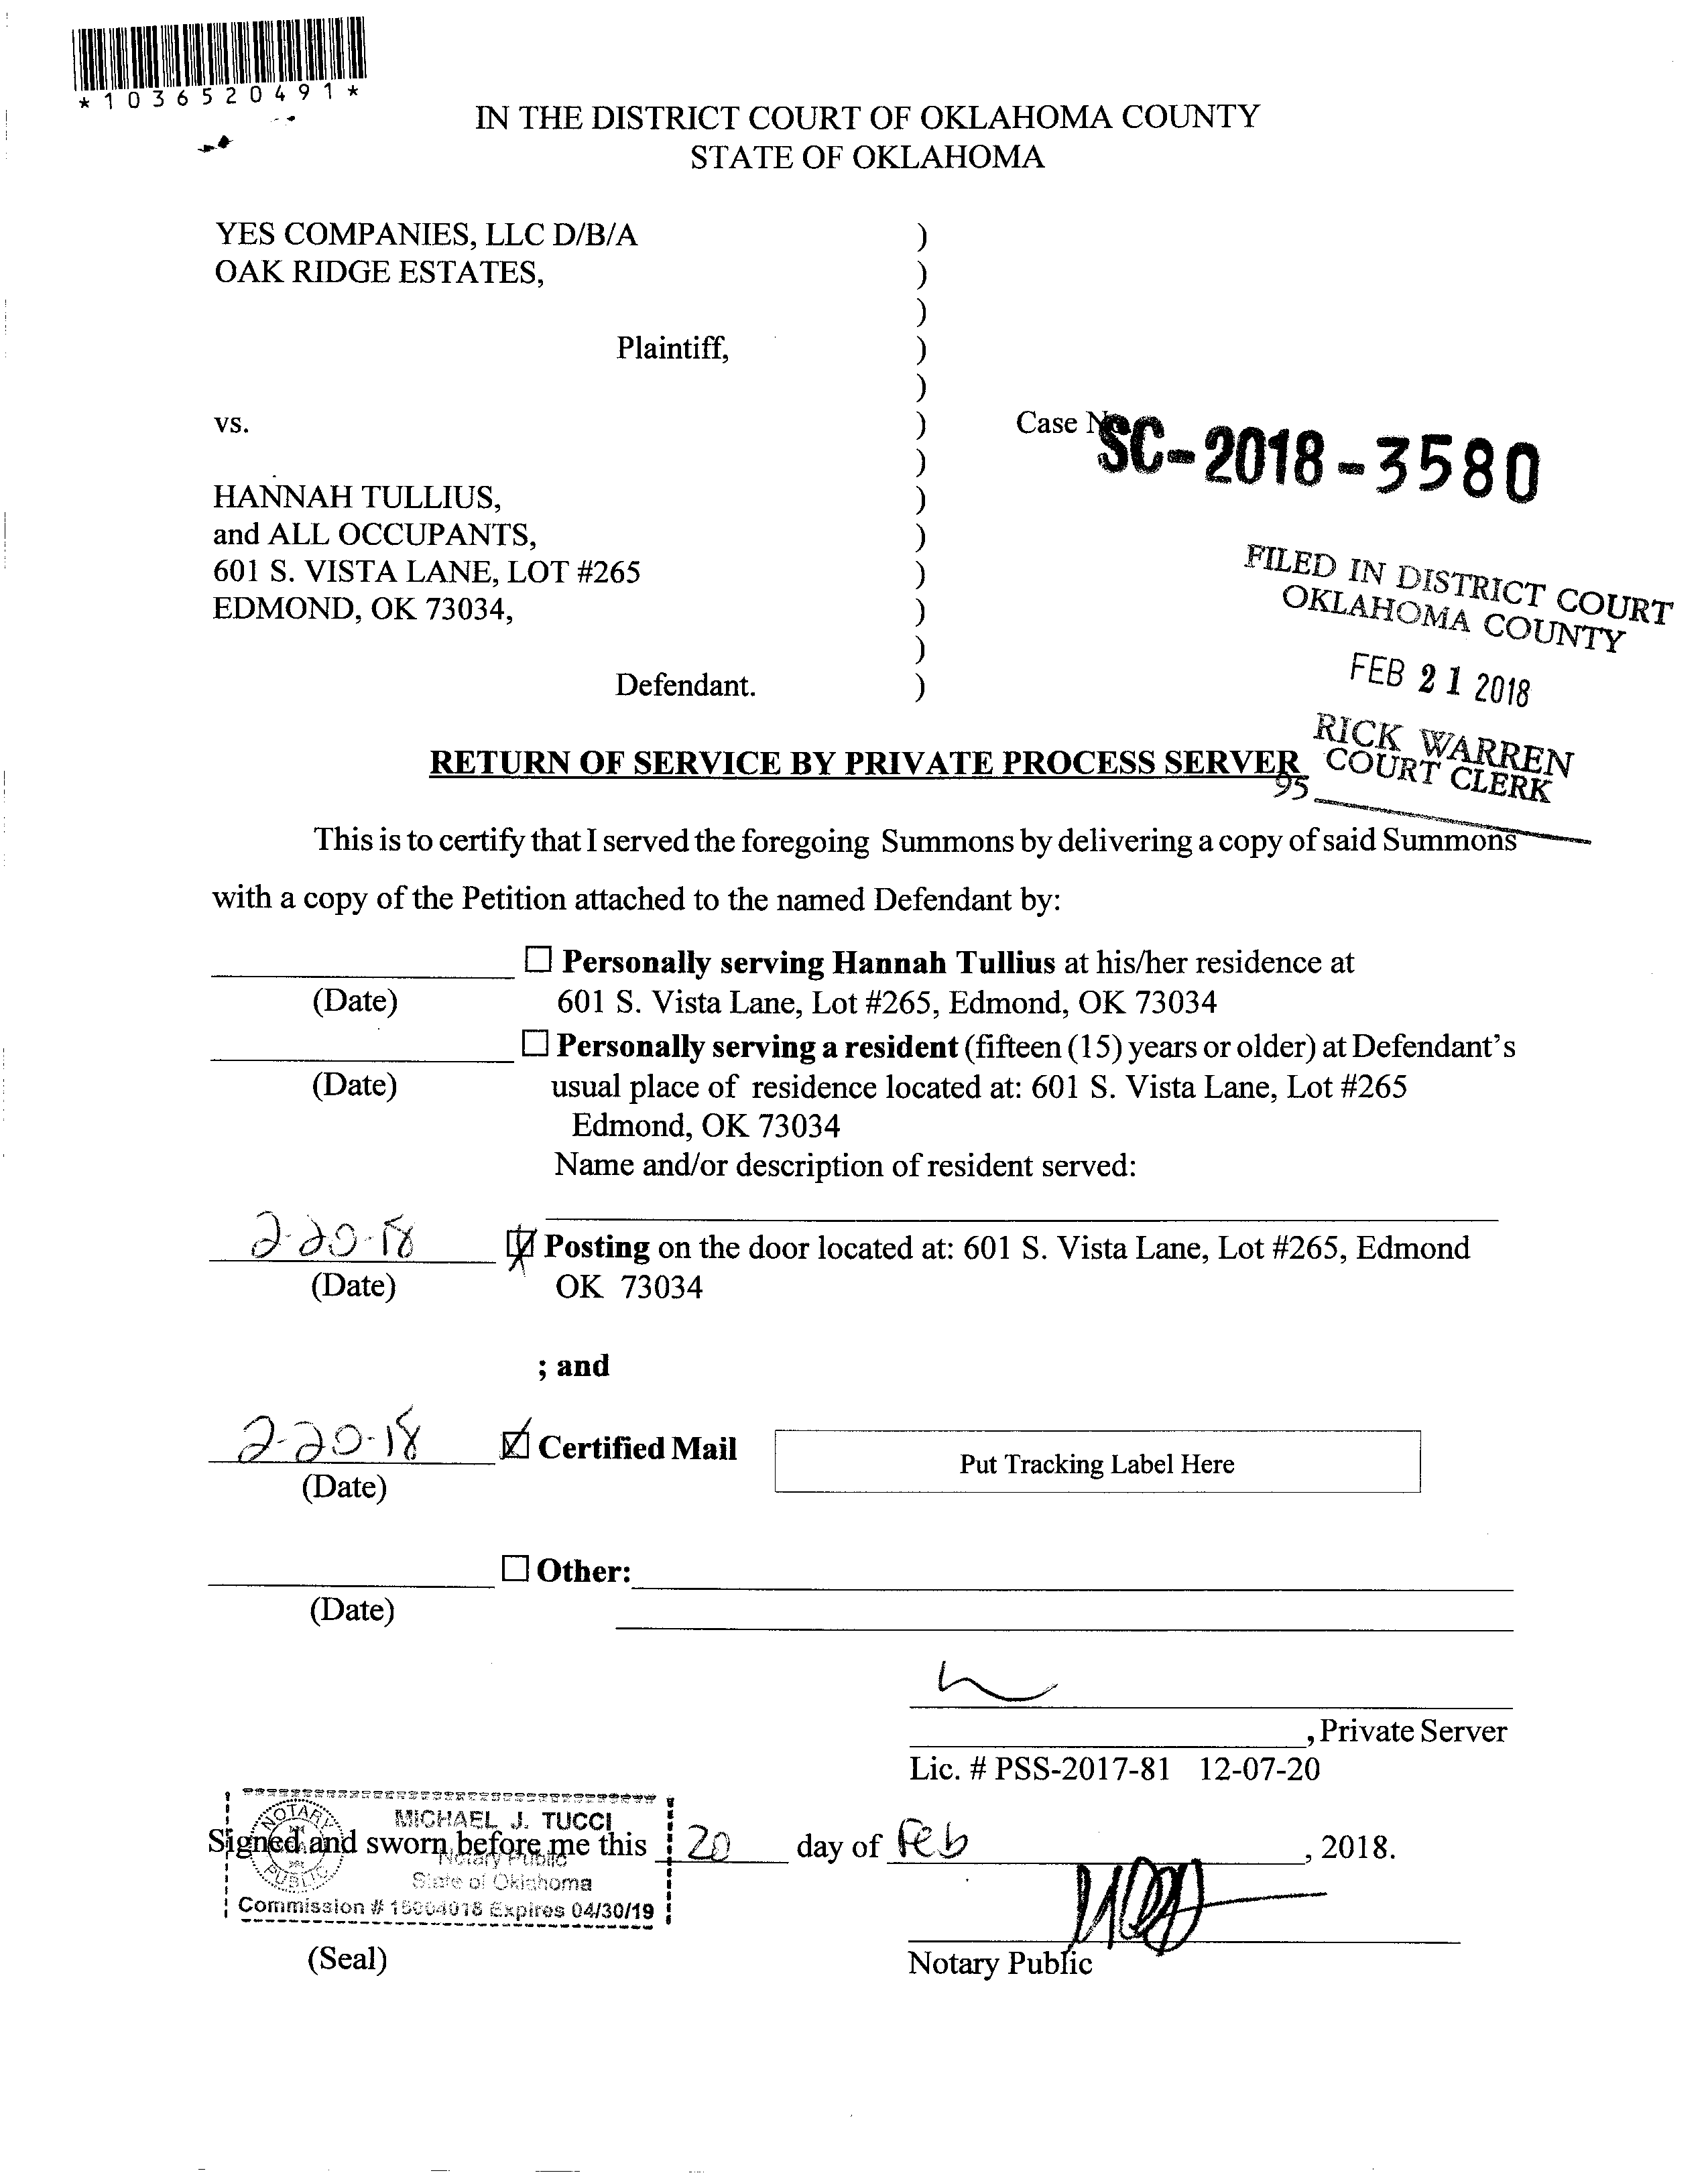 *1036520491*
IN THE DISTRICT COURT OF OKLAHOMA COUNTY
STATE OF OKLAHOMA
YES COMPANIES, LLC D/B/A )
OAK RIDGE ESTATES, )
)
Plaintiff, )
)
vs. ) Case No. SC-2018-3580
)
HANNAH TULLIUS, )
and ALL OCCUPANTS, )
601 S. VISTA LANE, LOT #265 )
EDMOND, OK 73034, )
)
Defendant. )
FILED IN DISTRICT COURT
OKLAHOMA COUNTY
FEB 21 2018
RICK WARREN
COURT CLERK
95
RETURN OF SERVICE BY PRIVATE PROCESS SERVER
This is to certify that I served the foregoing Summons by delivering a copy of said Summons
with a copy of the Petition attached to the named Defendant by:
☐ Personally serving Hannah Tullius at his/her residence at
(Date) 601 S. Vista Lane, Lot #265, Edmond, OK 73034
☐ Personally serving a resident (fifteen (15) years or older) at Defendant's
(Date) usual place of residence located at: 601 S. Vista Lane, Lot #265
Edmond, OK 73034
Name and/or description of resident served:
2-20-18 ☒ Posting on the door located at: 601 S. Vista Lane, Lot #265, Edmond
(Date) OK 73034
; and
2-20-18 ☒ Certified Mail Put Tracking Label Here
(Date)
☐ Other:
(Date)
, Private Server
Lic. # PSS-2017-81 12-07-20
Signed and sworn before me this 20 day of Feb, 2018.
NOTARY
PUBLIC
MICHAEL J. TUCCI
Notary Public
State of Oklahoma
Commission # 15004018 Expires 04/30/19
(Seal) Notary Public